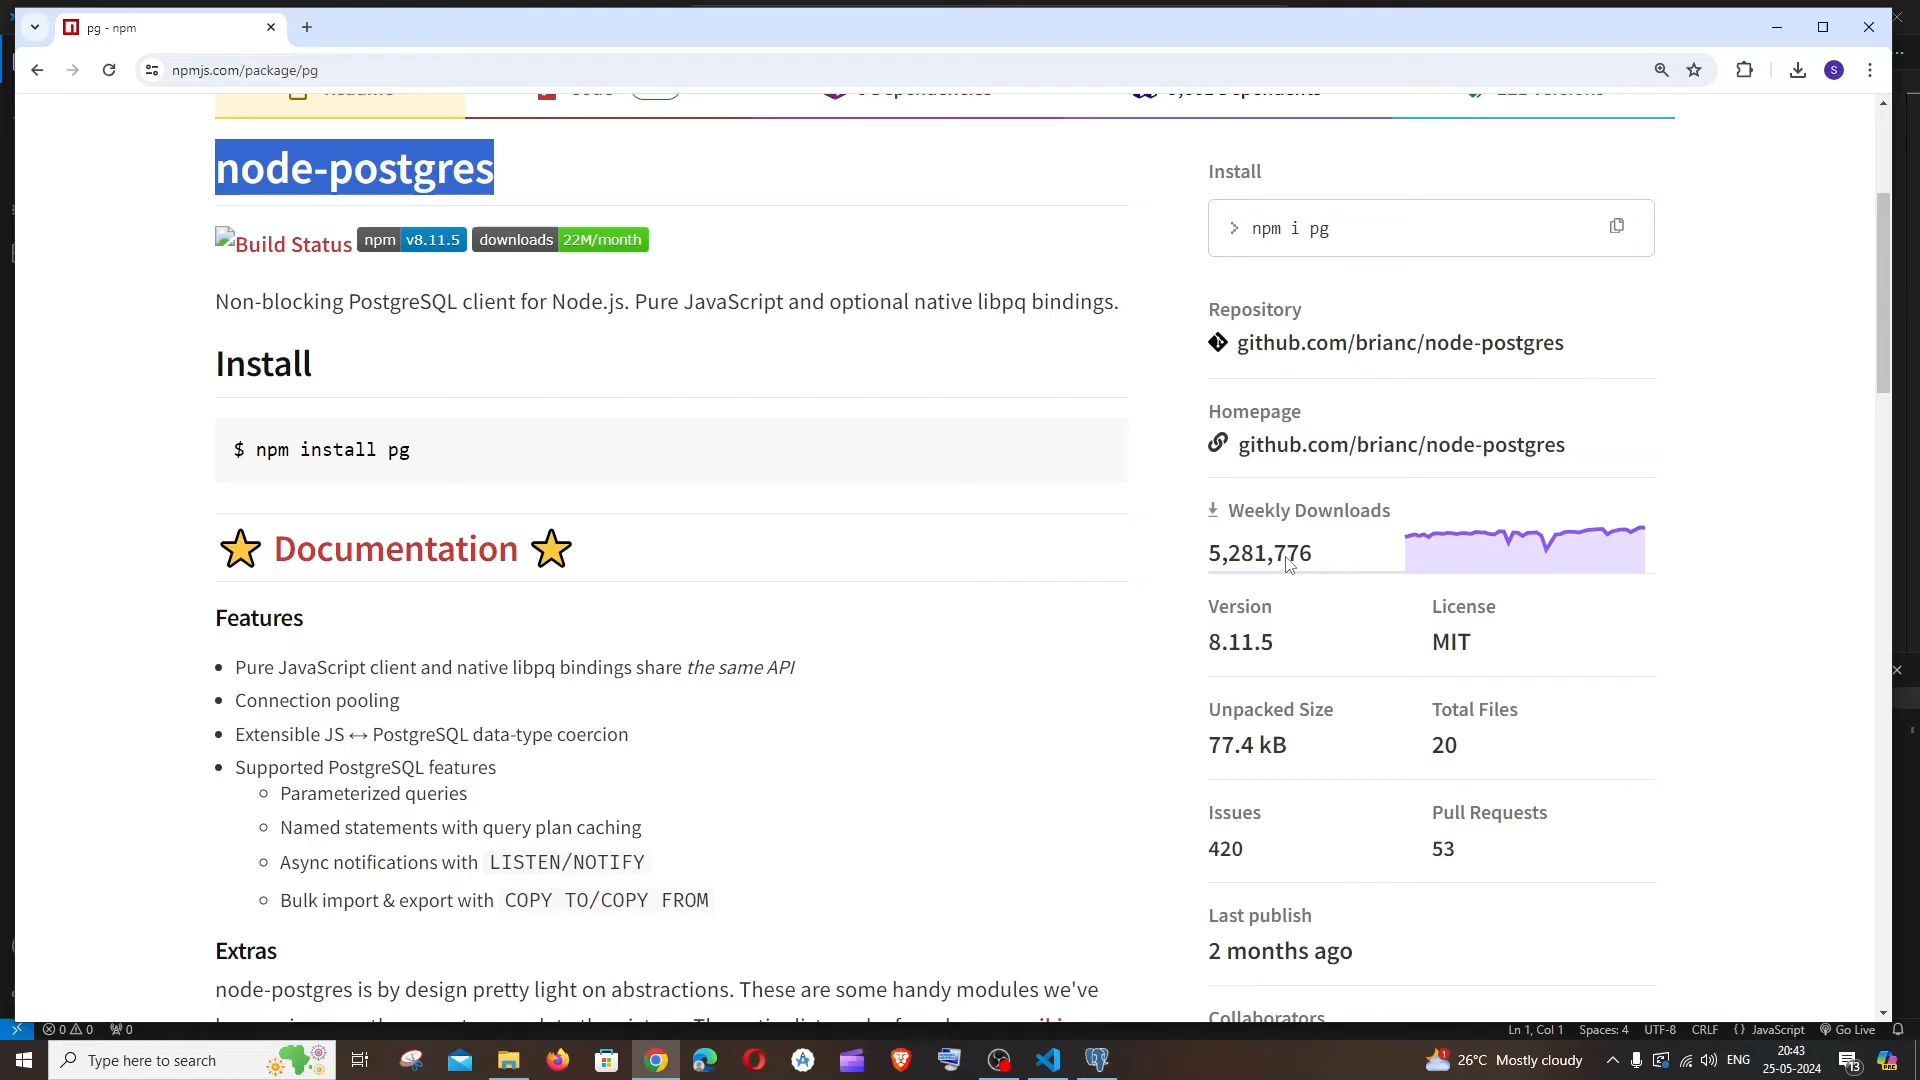 pg - npm
npmjs.com/package/pg
S
node-postgres
Build Status npm v8.11.5 downloads 22M/month
Non-blocking PostgreSQL client for Node.js. Pure JavaScript and optional native libpq bindings.
Install
$ npm install pg
Documentation
Features
Pure JavaScript client and native libpq bindings share the same API
Connection pooling
Extensible JS ↔ PostgreSQL data-type coercion
Supported PostgreSQL features
Parameterized queries
Named statements with query plan caching
Async notifications with LISTEN/NOTIFY
Bulk import & export with COPY TO/COPY FROM
Extras
node-postgres is by design pretty light on abstractions. These are some handy modules we've
Install
> npm i pg
Repository
github.com/brianc/node-postgres
Homepage
github.com/brianc/node-postgres
Weekly Downloads
5,281,776
Version
8.11.5
License
MIT
Unpacked Size
77.4 kB
Total Files
20
Issues
420
Pull Requests
53
Last publish
2 months ago
Collaborators
0 0 0
Ln 1, Col 1 Spaces: 4 UTF-8 CRLF {} JavaScript Go Live
Type here to search
26°C Mostly cloudy ENG
20:43
25-05-2024
13